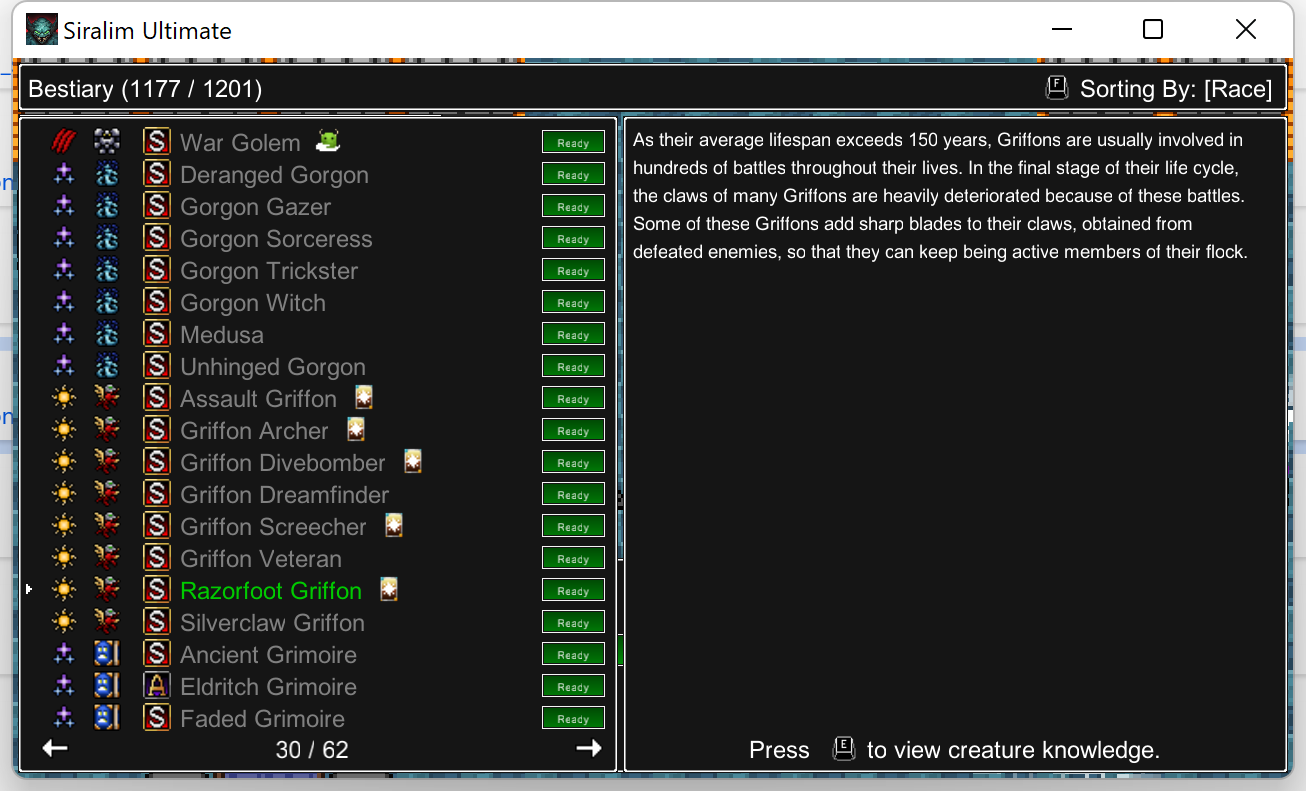 Siralim Ultimate
Bestiary (1177 / 1201)
F Sorting By: [Race]
S War Golem Ready
S Deranged Gorgon Ready
S Gorgon Gazer Ready
S Gorgon Sorceress Ready
S Gorgon Trickster Ready
S Gorgon Witch Ready
S Medusa Ready
S Unhinged Gorgon Ready
S Assault Griffon Ready
S Griffon Archer Ready
S Griffon Divebomber Ready
S Griffon Dreamfinder Ready
S Griffon Screecher Ready
S Griffon Veteran Ready
S Razorfoot Griffon Ready
S Silverclaw Griffon Ready
S Ancient Grimoire Ready
A Eldritch Grimoire Ready
S Faded Grimoire Ready
30 / 62
As their average lifespan exceeds 150 years, Griffons are usually involved in
hundreds of battles throughout their lives. In the final stage of their life cycle,
the claws of many Griffons are heavily deteriorated because of these battles.
Some of these Griffons add sharp blades to their claws, obtained from
defeated enemies, so that they can keep being active members of their flock.
Press E to view creature knowledge.